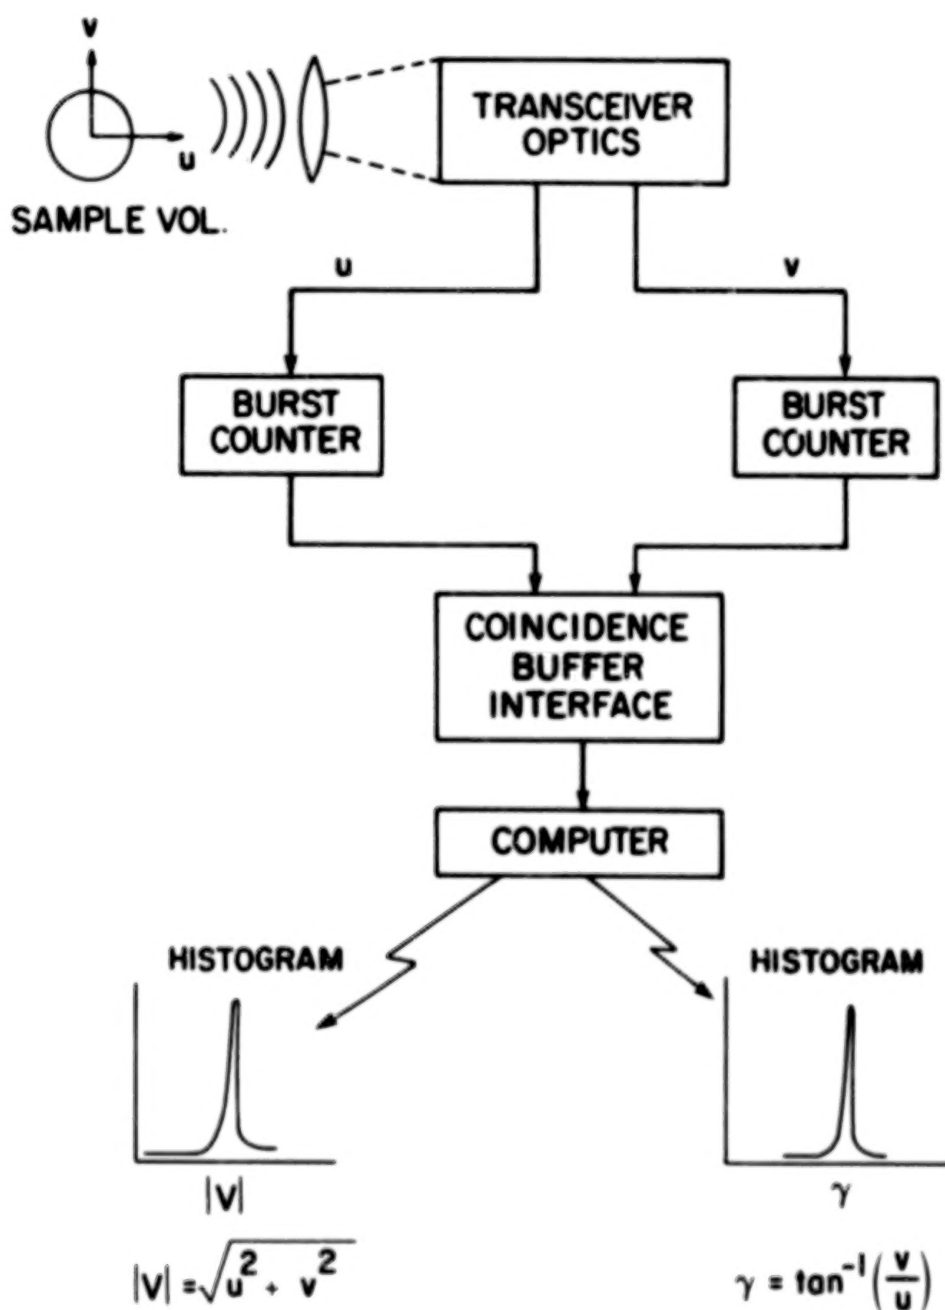 v
u
SAMPLE VOL.
TRANSCEIVER
OPTICS
u
v
BURST
COUNTER
BURST
COUNTER
COINCIDENCE
BUFFER
INTERFACE
COMPUTER
HISTOGRAM
HISTOGRAM
|V|
γ
|V| = √(u² + v²)
γ = tan⁻¹(v/u)